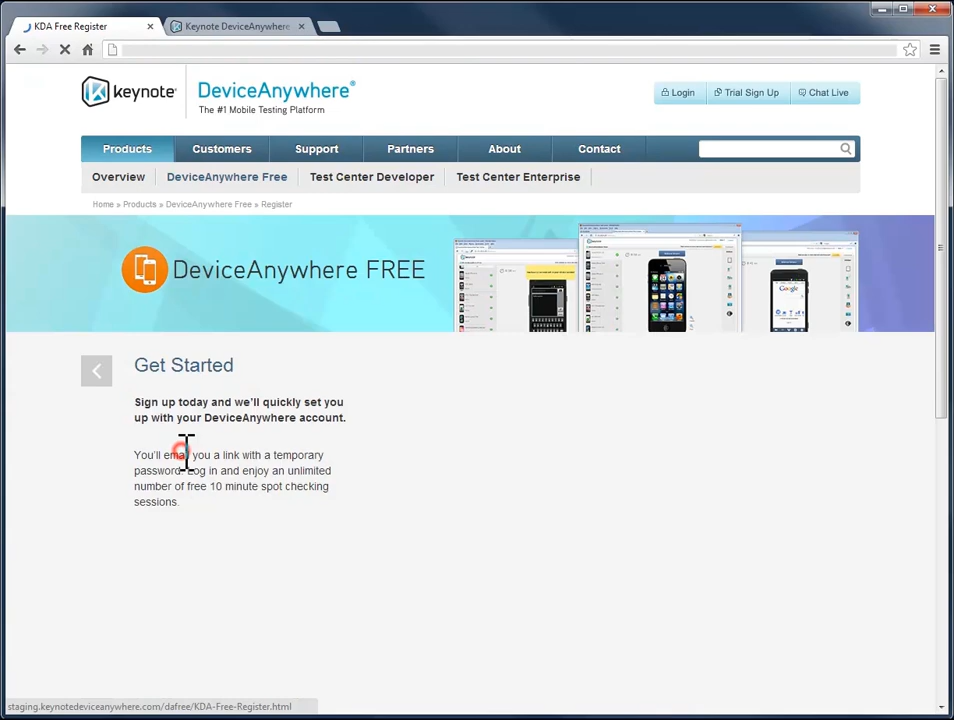 KDA Free Register
Keynote DeviceAnywhere
keynote
DeviceAnywhere®
The #1 Mobile Testing Platform
Login
Trial Sign Up
Chat Live
Products
Customers
Support
Partners
About
Contact
Overview
DeviceAnywhere Free
Test Center Developer
Test Center Enterprise
Home » Products » DeviceAnywhere Free » Register
DeviceAnywhere FREE
Google
Get Started
Sign up today and we'll quickly set you
up with your DeviceAnywhere account.
You'll email you a link with a temporary
password. Log in and enjoy an unlimited
number of free 10 minute spot checking
sessions.
staging.keynotedeviceanywhere.com/dafree/KDA-Free-Register.html